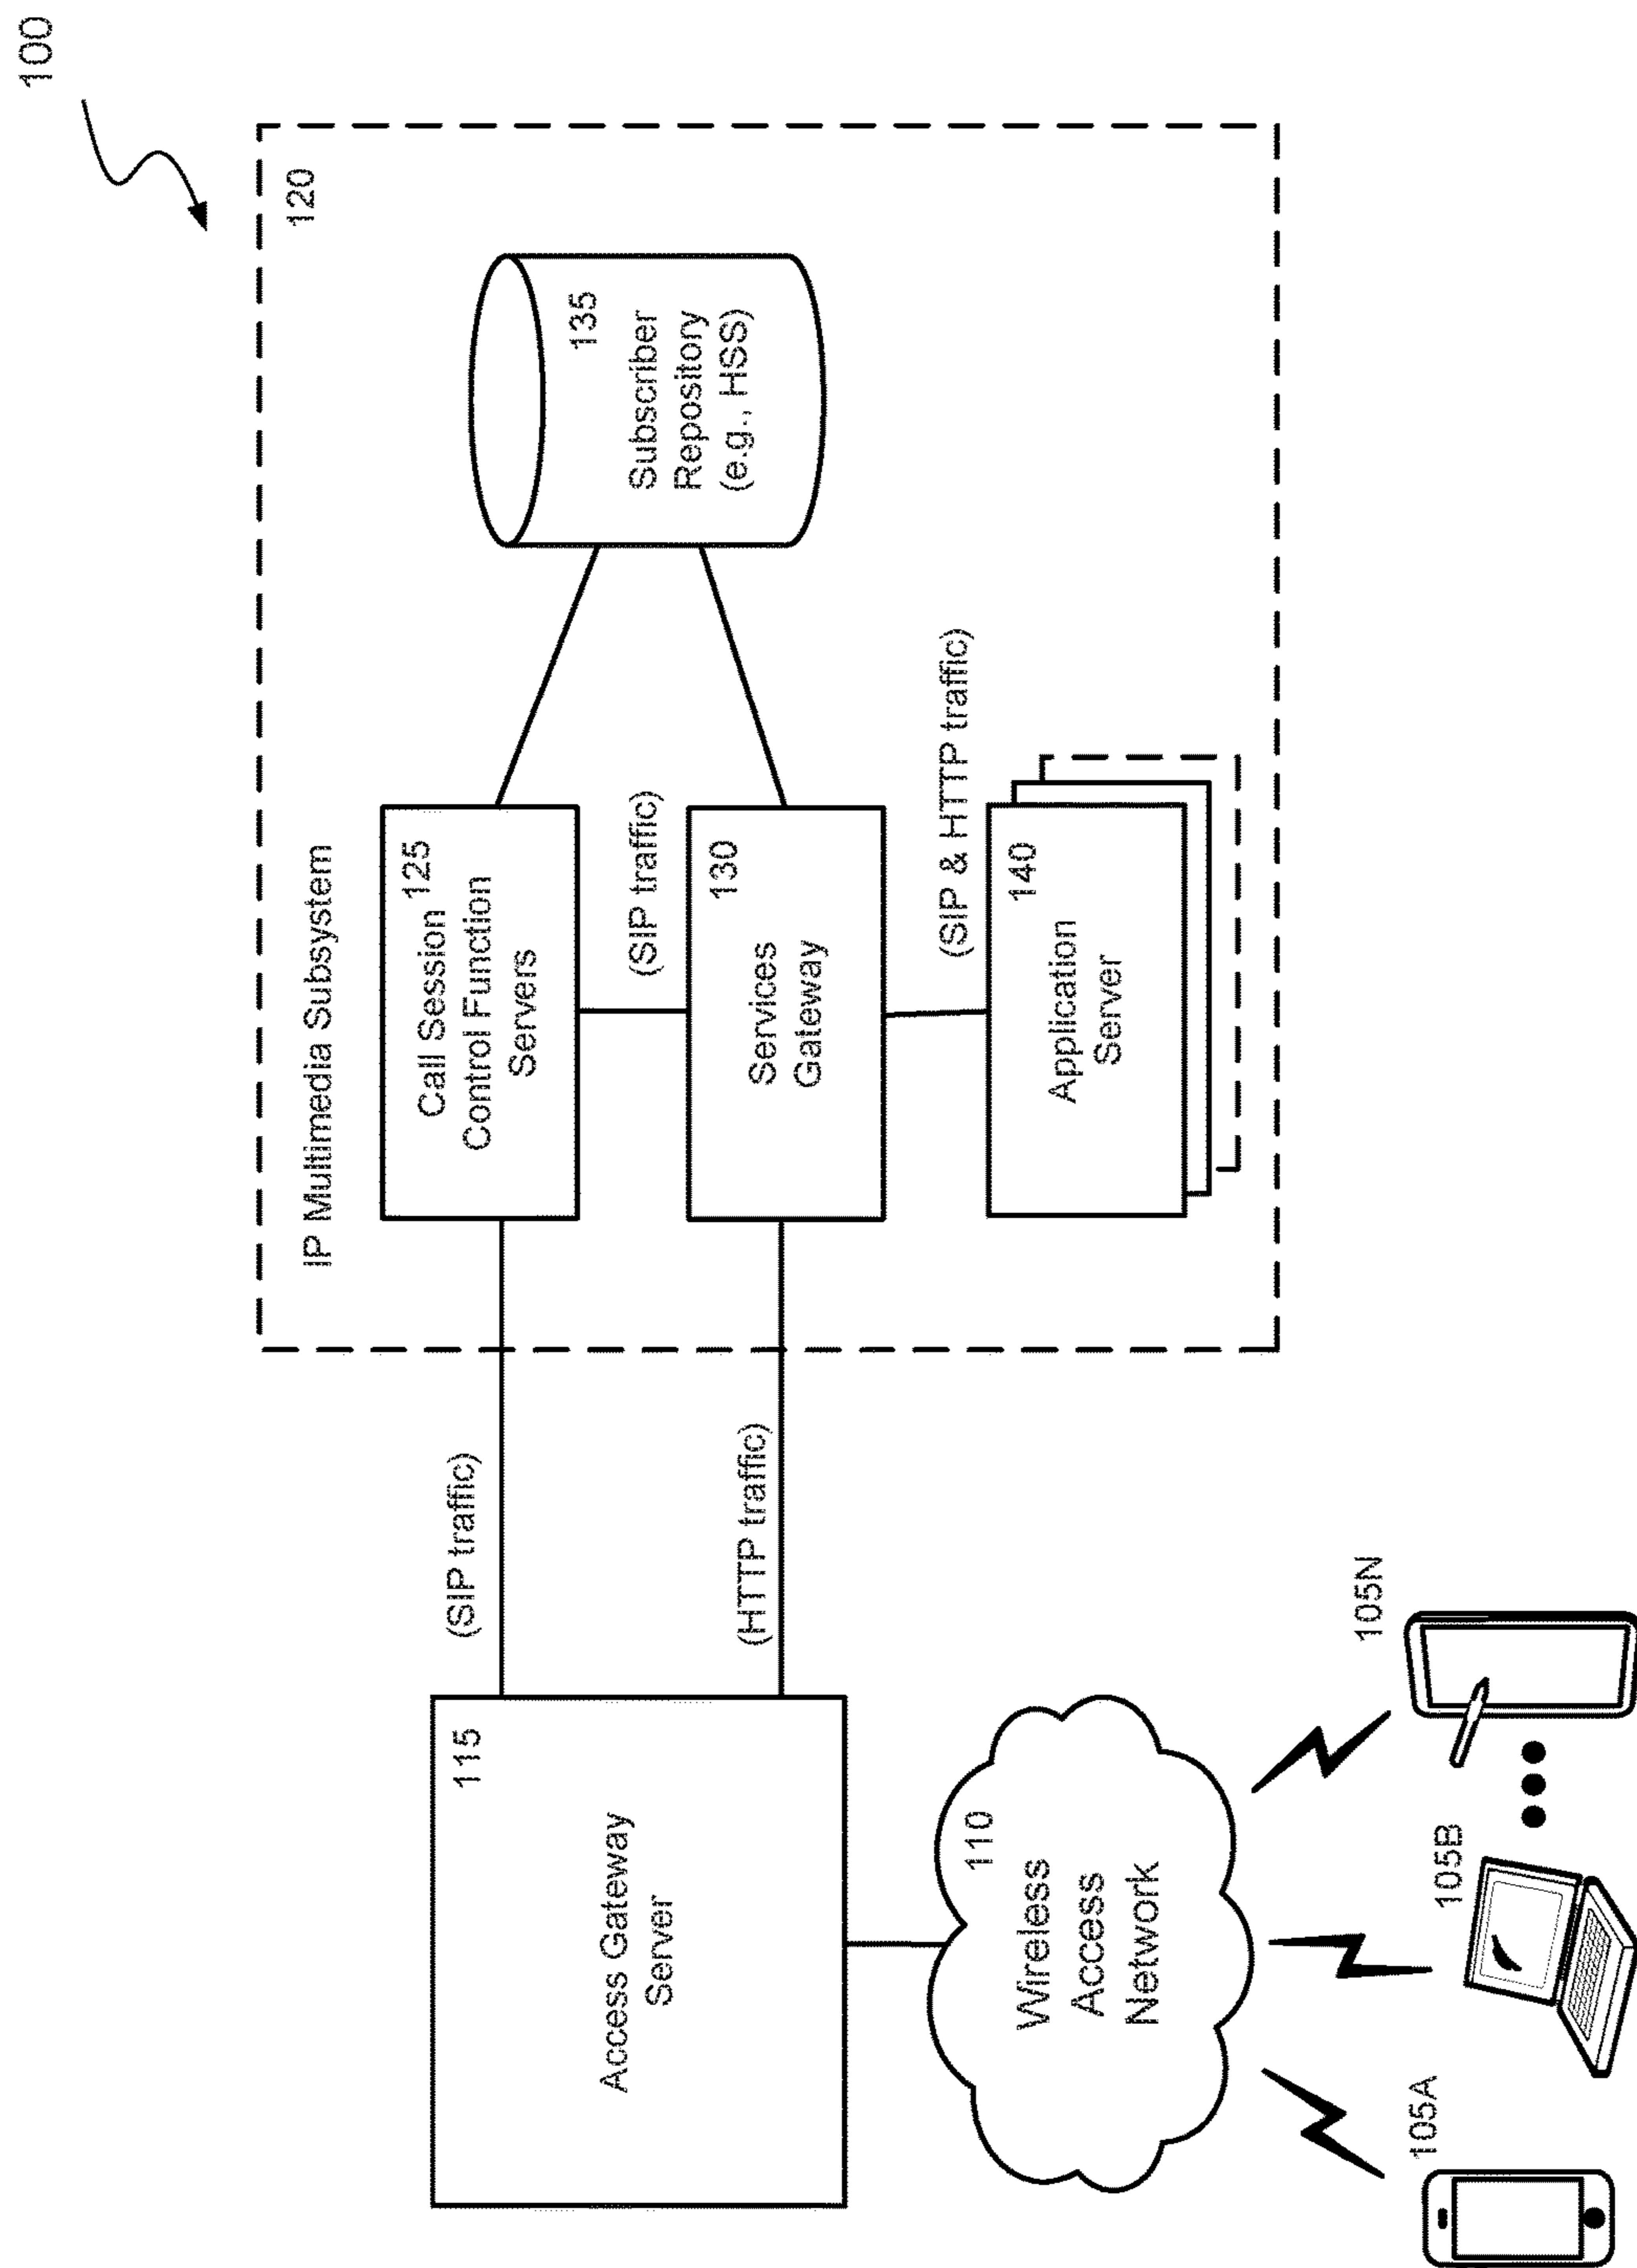 100
120
IP Multimedia Subsystem
125
Call Session
Control Function
Servers
135
Subscriber
Repository
(e.g., HSS)
(SIP traffic)
130
Services
Gateway
(SIP & HTTP traffic)
140
Application
Server
(SIP traffic)
(HTTP traffic)
115
Access Gateway
Server
110
Wireless
Access
Network
105A
105B
105N